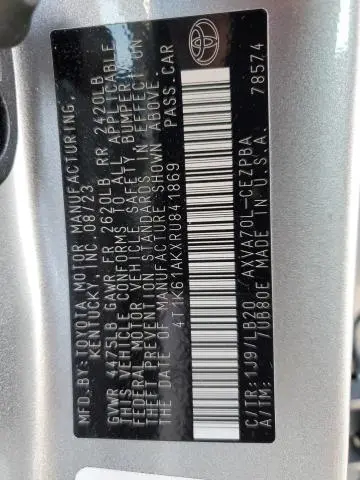 MFD. BY: TOYOTA MOTOR MANUFACTURING,
KENTUCKY, INC. 08/23
GVWR 4475LB GAWR FR 2620LB RR 2420LB
THIS VEHICLE CONFORMS TO ALL APPLICABLE
FEDERAL MOTOR VEHICLE SAFETY, BUMPER, AND
THEFT PREVENTION STANDARDS IN EFFECT ON
THE DATE OF MANUFACTURE SHOWN ABOVE.
4T1K61AKXRU841869 PASS.CAR
C/TR: 1J9/LB20 AXVA70L-CEZPBA
A/TM: UB80E MADE IN U.S.A. 78574